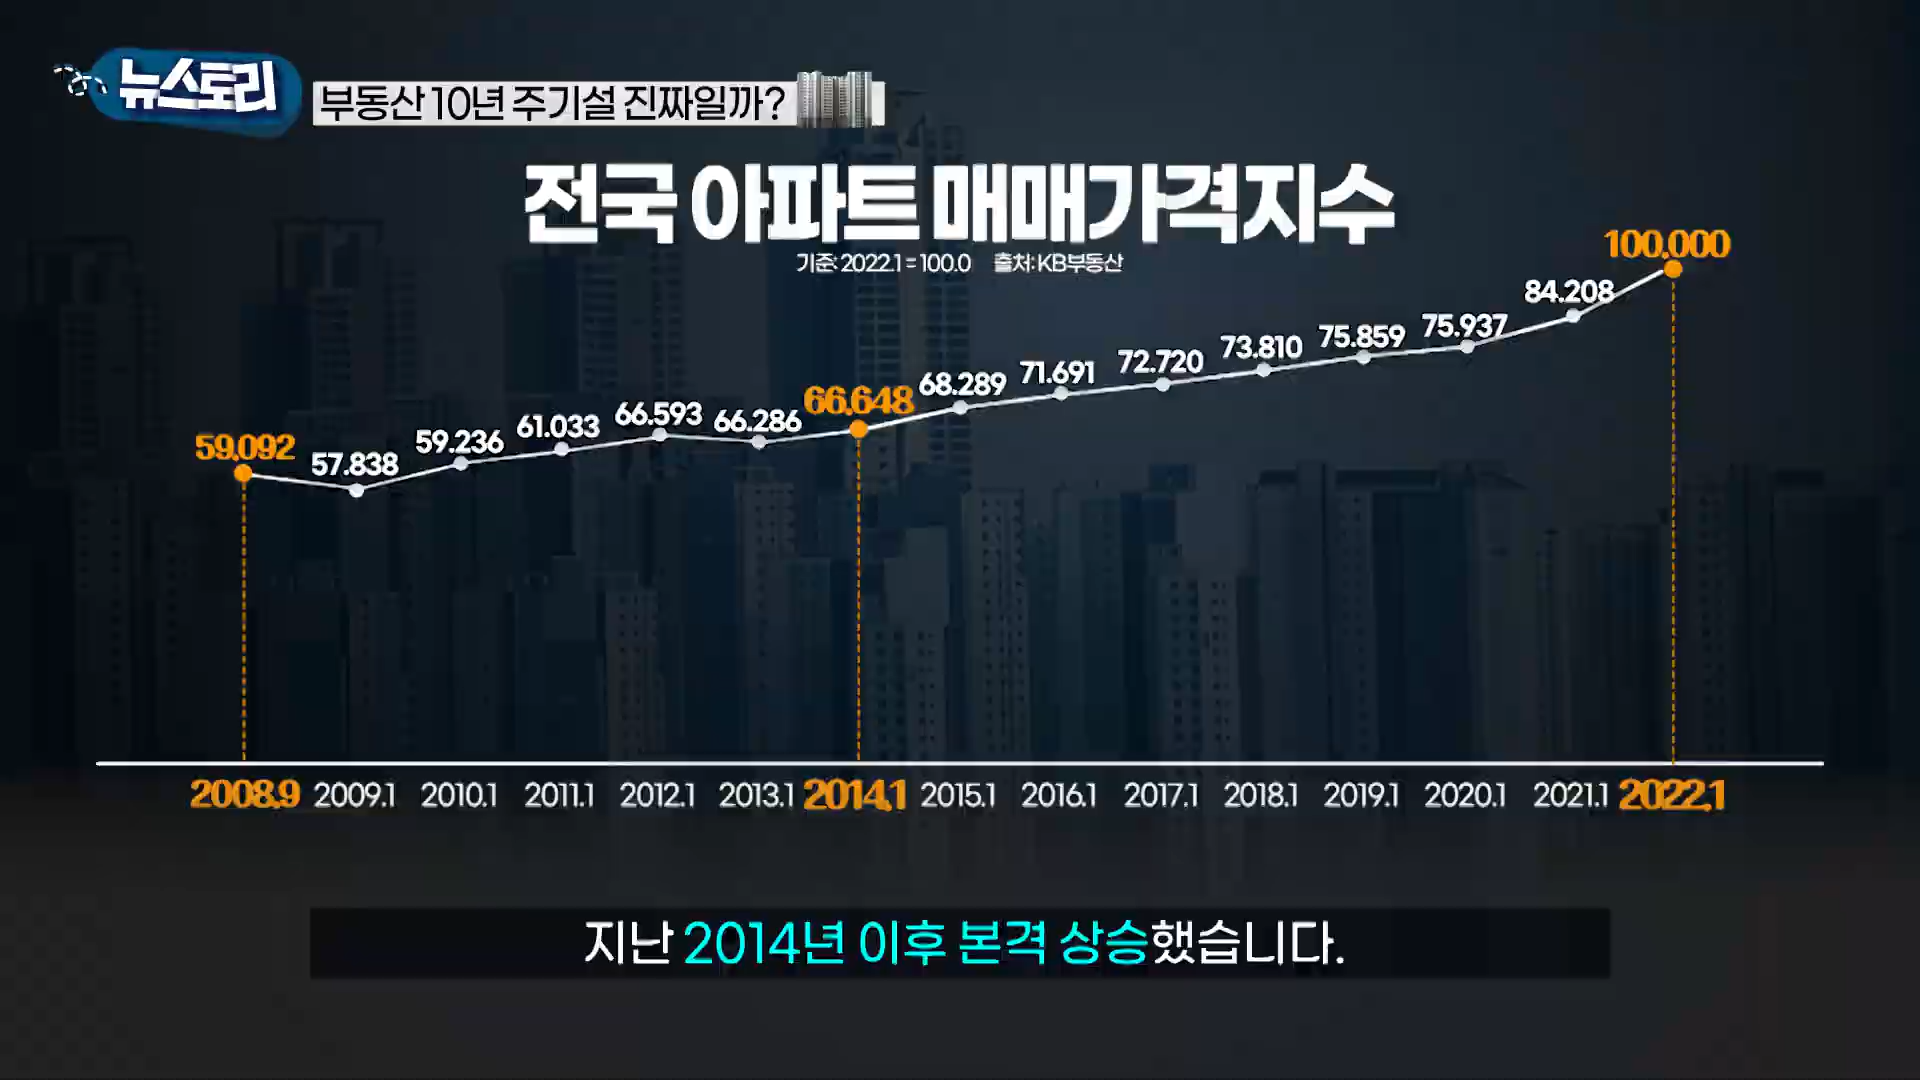 뉴스토리
부동산 10년 주기설 진짜일까?
전국 아파트 매매가격지수
기준: 2022.1 = 100.0 출처: KB부동산
59.092 57.838 59.236 61.033 66.593 66.286 66.648 68.289 71.691 72.720 73.810 75.859 75.937 84.208 100.000
2008.9 2009.1 2010.1 2011.1 2012.1 2013.1 2014.1 2015.1 2016.1 2017.1 2018.1 2019.1 2020.1 2021.1 2022.1
지난 2014년 이후 본격 상승했습니다.